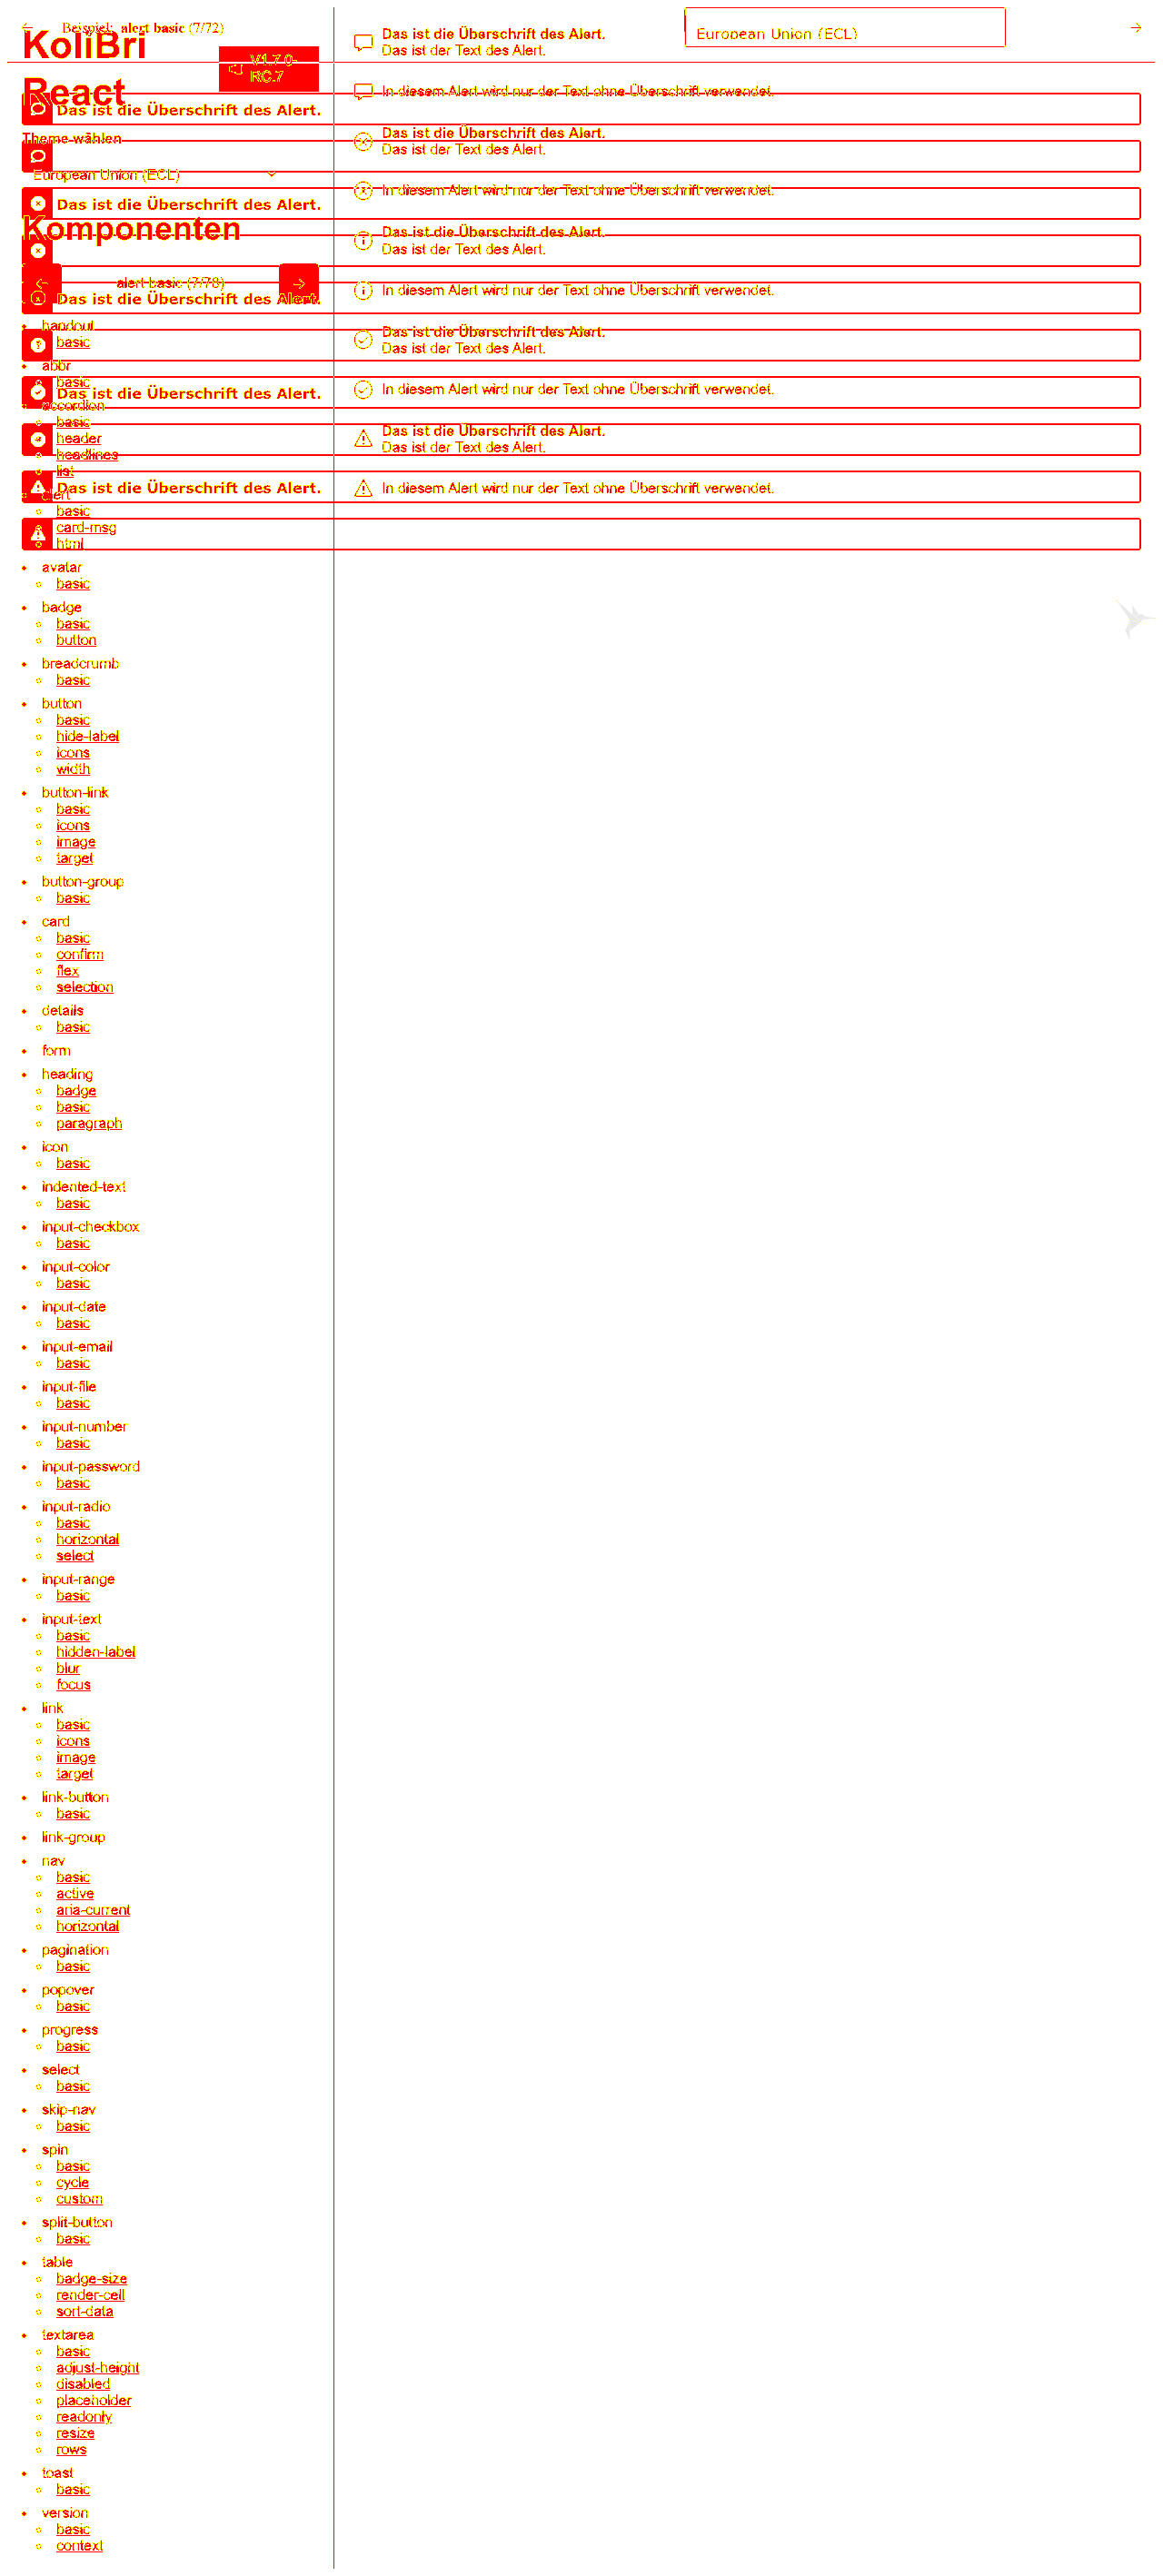 Beispiel: alert basic (7/72)
European Union (ECL)
KoliBri
React
V1.7.0-
RC.7
Das ist die Überschrift des Alert.
Theme wählen
European Union (ECL)
Das ist die Überschrift des Alert.
Komponenten
alert basic (7/78)
Das ist die Überschrift des Alert.
handout
basic
abbr
basic
Das ist die Überschrift des Alert.
accordion
basic
header
headlines
list
Das ist die Überschrift des Alert.
alert
basic
card-msg
html
avatar
basic
badge
basic
button
breadcrumb
basic
button
basic
hide-label
icons
width
button-link
basic
icons
image
target
button-group
basic
card
basic
confirm
flex
selection
details
basic
form
heading
badge
basic
paragraph
icon
basic
indented-text
basic
input-checkbox
basic
input-color
basic
input-date
basic
input-email
basic
input-file
basic
input-number
basic
input-password
basic
input-radio
basic
horizontal
select
input-range
basic
input-text
basic
hidden-label
blur
focus
link
basic
icons
image
target
link-button
basic
link-group
nav
basic
active
aria-current
horizontal
pagination
basic
popover
basic
progress
basic
select
basic
skip-nav
basic
spin
basic
cycle
custom
split-button
basic
table
badge-size
render-cell
sort-data
textarea
basic
adjust-height
disabled
placeholder
readonly
resize
rows
toast
basic
version
basic
context
Das ist die Überschrift des Alert.
Das ist der Text des Alert.
In diesem Alert wird nur der Text ohne Überschrift verwendet.
Das ist die Überschrift des Alert.
Das ist der Text des Alert.
In diesem Alert wird nur der Text ohne Überschrift verwendet.
Das ist die Überschrift des Alert.
Das ist der Text des Alert.
In diesem Alert wird nur der Text ohne Überschrift verwendet.
Das ist die Überschrift des Alert.
Das ist der Text des Alert.
In diesem Alert wird nur der Text ohne Überschrift verwendet.
Das ist die Überschrift des Alert.
Das ist der Text des Alert.
In diesem Alert wird nur der Text ohne Überschrift verwendet.